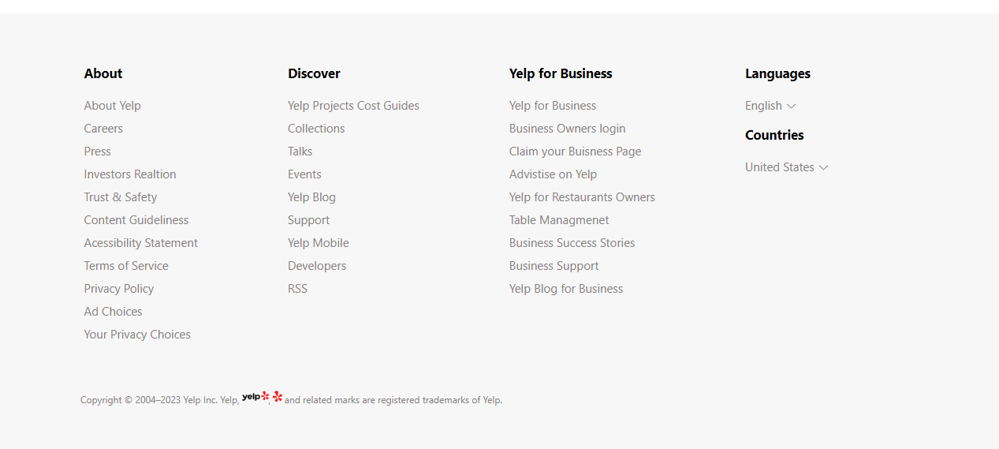 About
About Yelp
Careers
Press
Investors Realtion
Trust & Safety
Content Guideliness
Acessibility Statement
Terms of Service
Privacy Policy
Ad Choices
Your Privacy Choices
Discover
Yelp Projects Cost Guides
Collections
Talks
Events
Yelp Blog
Support
Yelp Mobile
Developers
RSS
Yelp for Business
Yelp for Business
Business Owners login
Claim your Buisness Page
Advistise on Yelp
Yelp for Restaurants Owners
Table Managmenet
Business Success Stories
Business Support
Yelp Blog for Business
Languages
English
Countries
United States
Copyright © 2004–2023 Yelp Inc. Yelp, yelp, and related marks are registered trademarks of Yelp.